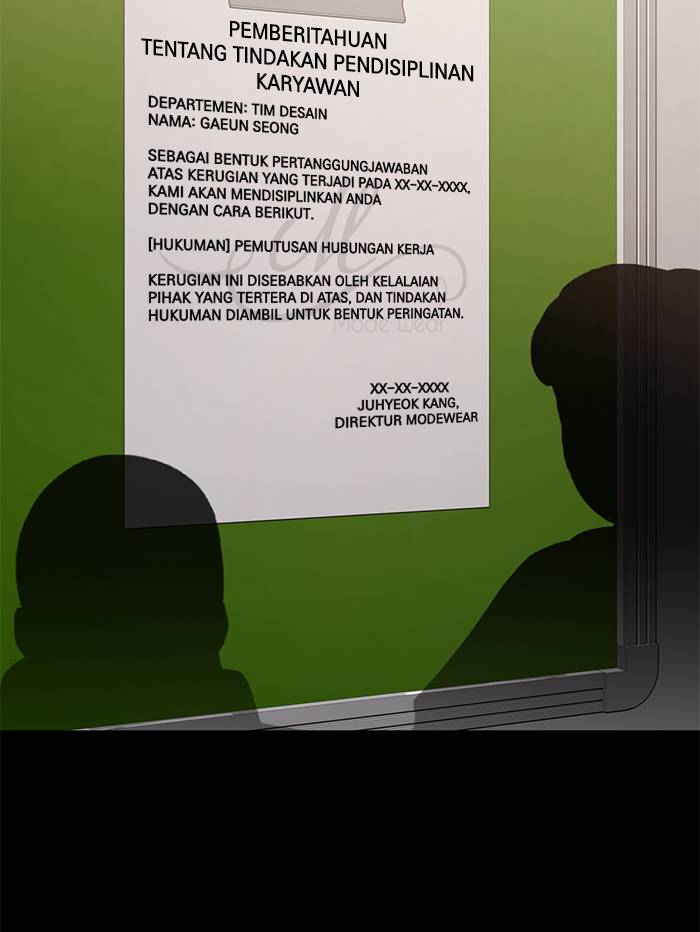 PEMBERITAHUAN
TENTANG TINDAKAN PENDISIPLINAN
KARYAWAN
DEPARTEMEN: TIM DESAIN
NAMA: GAEUN SEONG
SEBAGAI BENTUK PERTANGGUNGJAWABAN
ATAS KERUGIAN YANG TERJADI PADA XX-XX-XXXX,
KAMI AKAN MENDISIPLINKAN ANDA
DENGAN CARA BERIKUT.
[HUKUMAN] PEMUTUSAN HUBUNGAN KERJA
KERUGIAN INI DISEBABKAN OLEH KELALAIAN
PIHAK YANG TERTERA DI ATAS, DAN TINDAKAN
HUKUMAN DIAMBIL UNTUK BENTUK PERINGATAN.
Mode wear
XX-XX-XXXX
JUHYEOK KANG,
DIREKTUR MODEWEAR